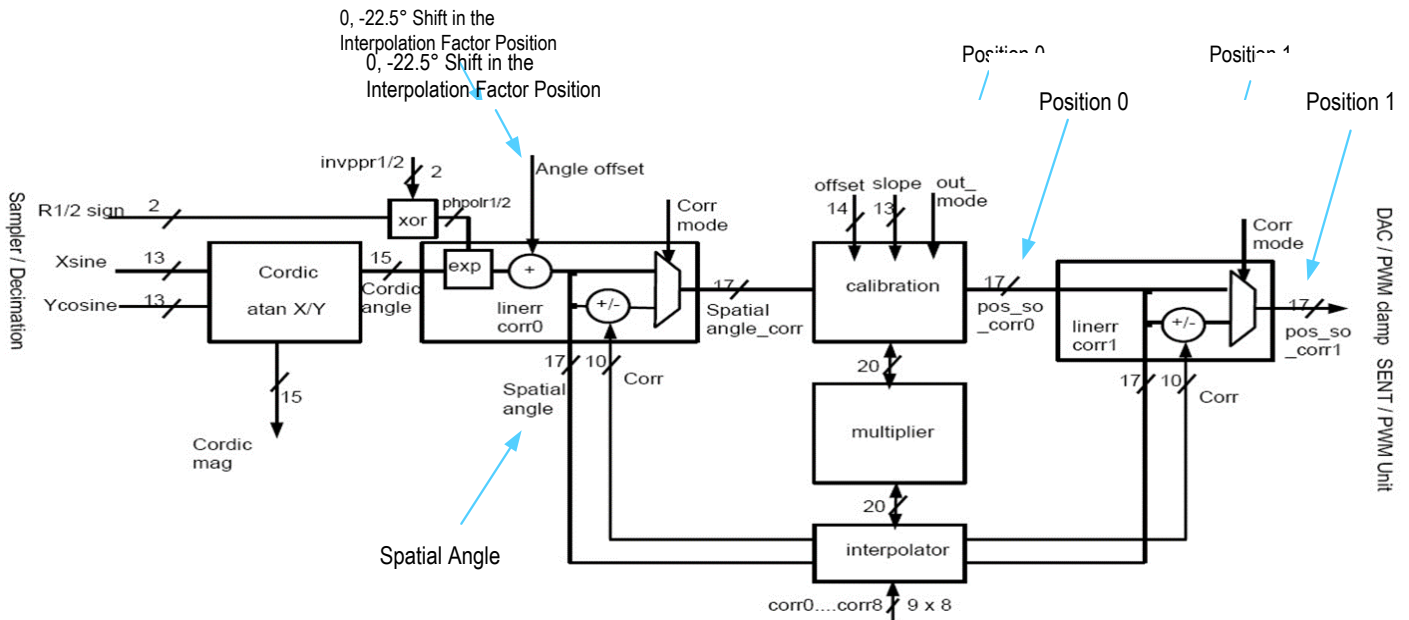 0, -22.5° Shift in the
Interpolation Factor Position
0, -22.5° Shift in the
Interpolation Factor Position
Position 0
Position 1
Position 0
Position 1
invppr1/2
2
Angle offset
offset
slope
out_
mode
14
13
Corr
mode
Corr
mode
R1/2 sign
2
xor
phpolr1/2
Sampler / Decimation
Xsine
13
Ycosine
13
Cordic
atan X/Y
15
Cordic
angle
exp
+
linerr
corr0
+/-
17
Spatial
angle_corr
calibration
17
pos_so
_corr0
linerr
corr1
+/-
17
pos_so
_corr1
DAC / PWM clamp SENT / PWM Unit
15
Cordic
mag
17
10
Spatial
angle
Corr
20
multiplier
20
17
10
Corr
Spatial Angle
interpolator
corr0....corr8
9 x 8